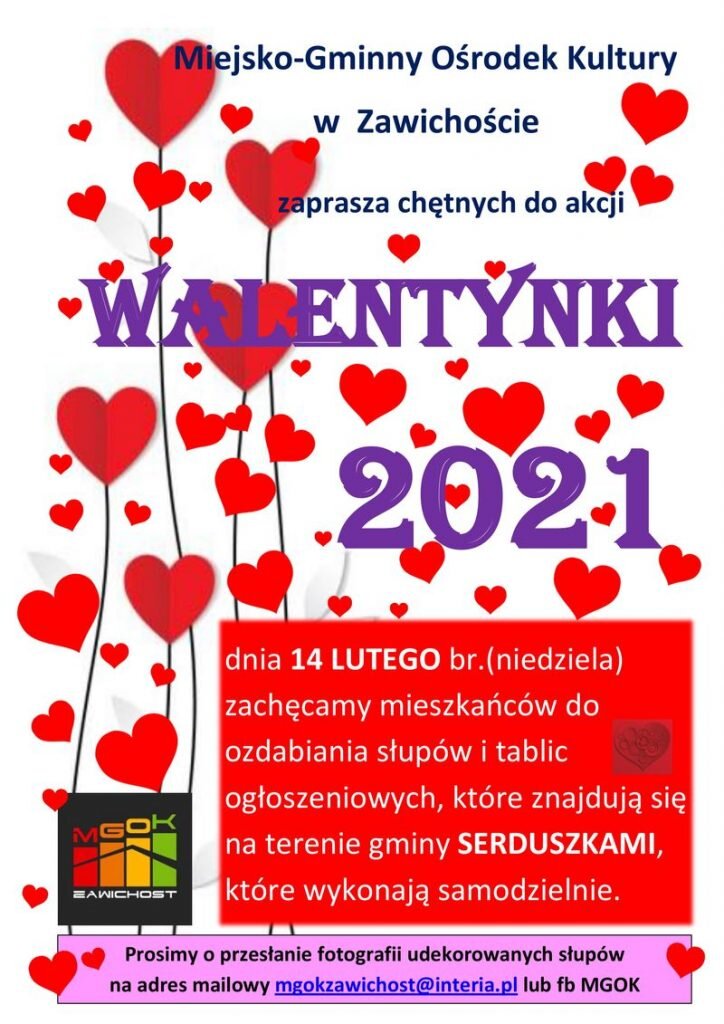 Miejsko-Gminny Ośrodek Kultury
w Zawichoście
zaprasza chętnych do akcji
WALENTYNKI
2021
dnia 14 LUTEGO br.(niedziela)
zachęcamy mieszkańców do
ozdabiania słupów i tablic
ogłoszeniowych, które znajdują się
na terenie gminy SERDUSZKAMI,
które wykonają samodzielnie.
MGOK
ZAWICHOST
Prosimy o przesłanie fotografii udekorowanych słupów
na adres mailowy mgokzawichost@interia.pl lub fb MGOK